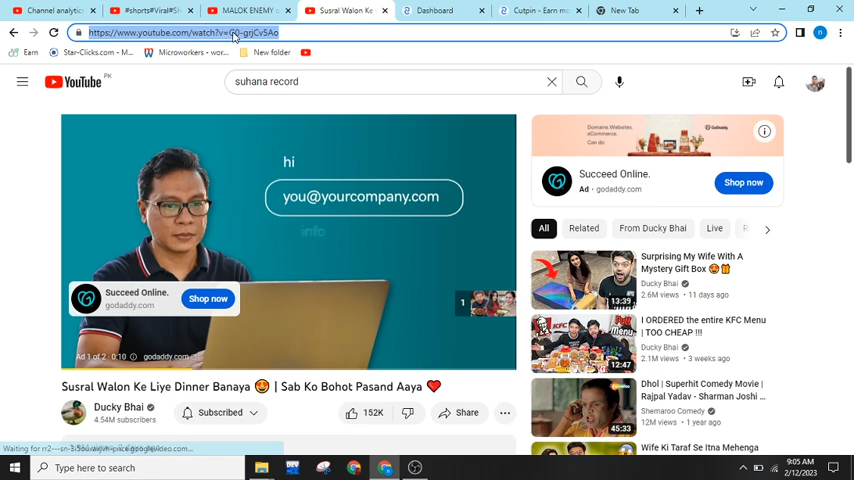 Channel analytic
#shorts#Viral#Sh
MALOK ENEMY
Susral Walon Ke
Dashboard
Cutpin - Earn mo
New Tab
https://www.youtube.com/watch?v=
Earn
Star-Clicks.com - M...
Microworkers - wor...
New folder
YouTube PK
suhana record
hi
you@yourcompany.com
info
Succeed Online.
godaddy.com
Shop now
1
Ad 1 of 2 · 0:10
godaddy.com
Susral Walon Ke Liye Dinner Banaya 😍 | Sab Ko Bohot Pasand Aaya ❤️
Ducky Bhai
4.54M subscribers
Subscribed
152K
Share
Domains. Websites.
eCommerce.
Can do.
GoDaddy
Succeed Online.
Ad · godaddy.com
Shop now
All
Related
From Ducky Bhai
Live
R
Surprising My Wife With A
Mystery Gift Box 😍🎁
Ducky Bhai
2.6M views • 11 days ago
13:39
I ORDERED the entire KFC Menu
| TOO CHEAP !!!
Ducky Bhai
2.1M views • 3 weeks ago
12:47
Dhol | Superhit Comedy Movie |
Rajpal Yadav - Sharman Joshi ...
Shemaroo Comedy
12M views • 1 year ago
45:33
Wife Ki Taraf Se Itna Mehenga
Waiting for
Type here to search
9:05 AM
2/12/2023